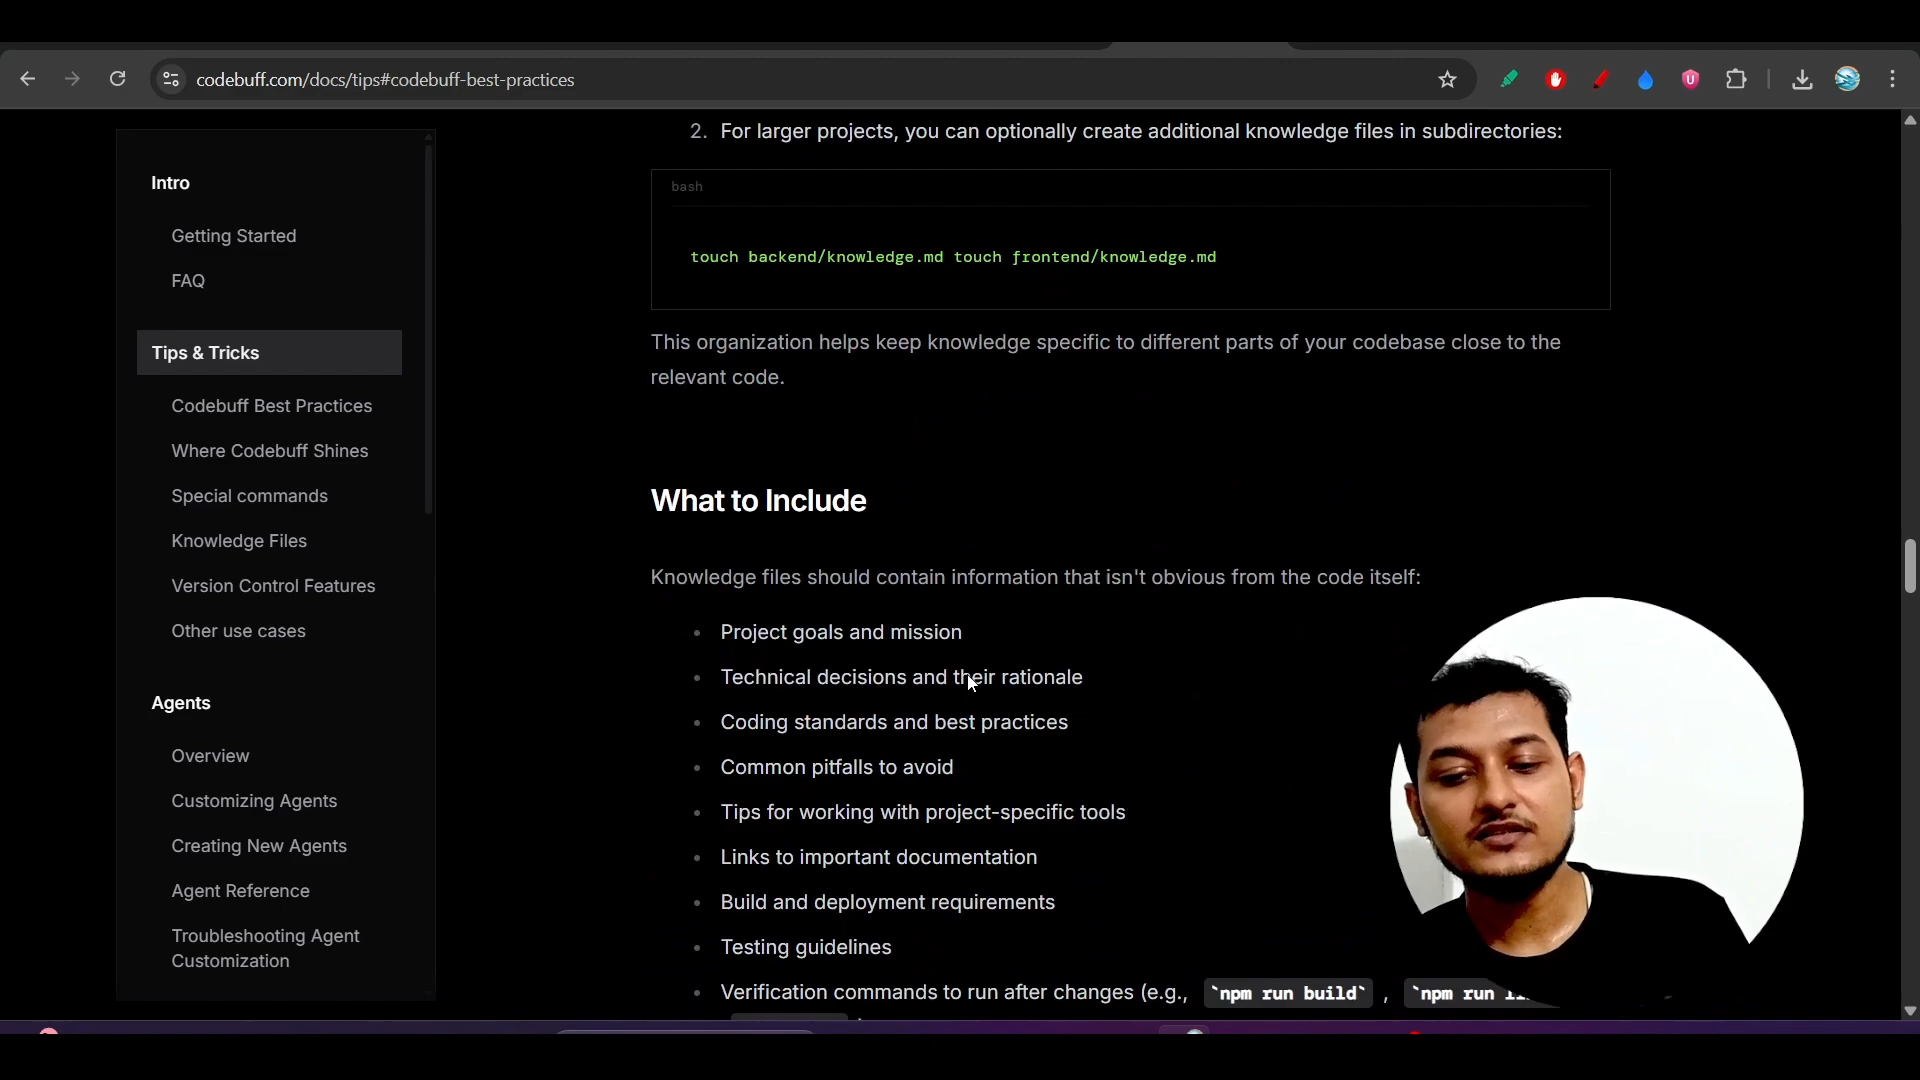 codebuff.com/docs/tips#codebuff-best-practices
U
Intro
Getting Started
FAQ
Tips & Tricks
Codebuff Best Practices
Where Codebuff Shines
Special commands
Knowledge Files
Version Control Features
Other use cases
Agents
Overview
Customizing Agents
Creating New Agents
Agent Reference
Troubleshooting Agent
Customization
2. For larger projects, you can optionally create additional knowledge files in subdirectories:
bash
touch backend/knowledge.md touch frontend/knowledge.md
This organization helps keep knowledge specific to different parts of your codebase close to the
relevant code.
What to Include
Knowledge files should contain information that isn't obvious from the code itself:
• Project goals and mission
• Technical decisions and their rationale
• Coding standards and best practices
• Common pitfalls to avoid
• Tips for working with project-specific tools
• Links to important documentation
• Build and deployment requirements
• Testing guidelines
• Verification commands to run after changes (e.g., `npm run build` , `npm run